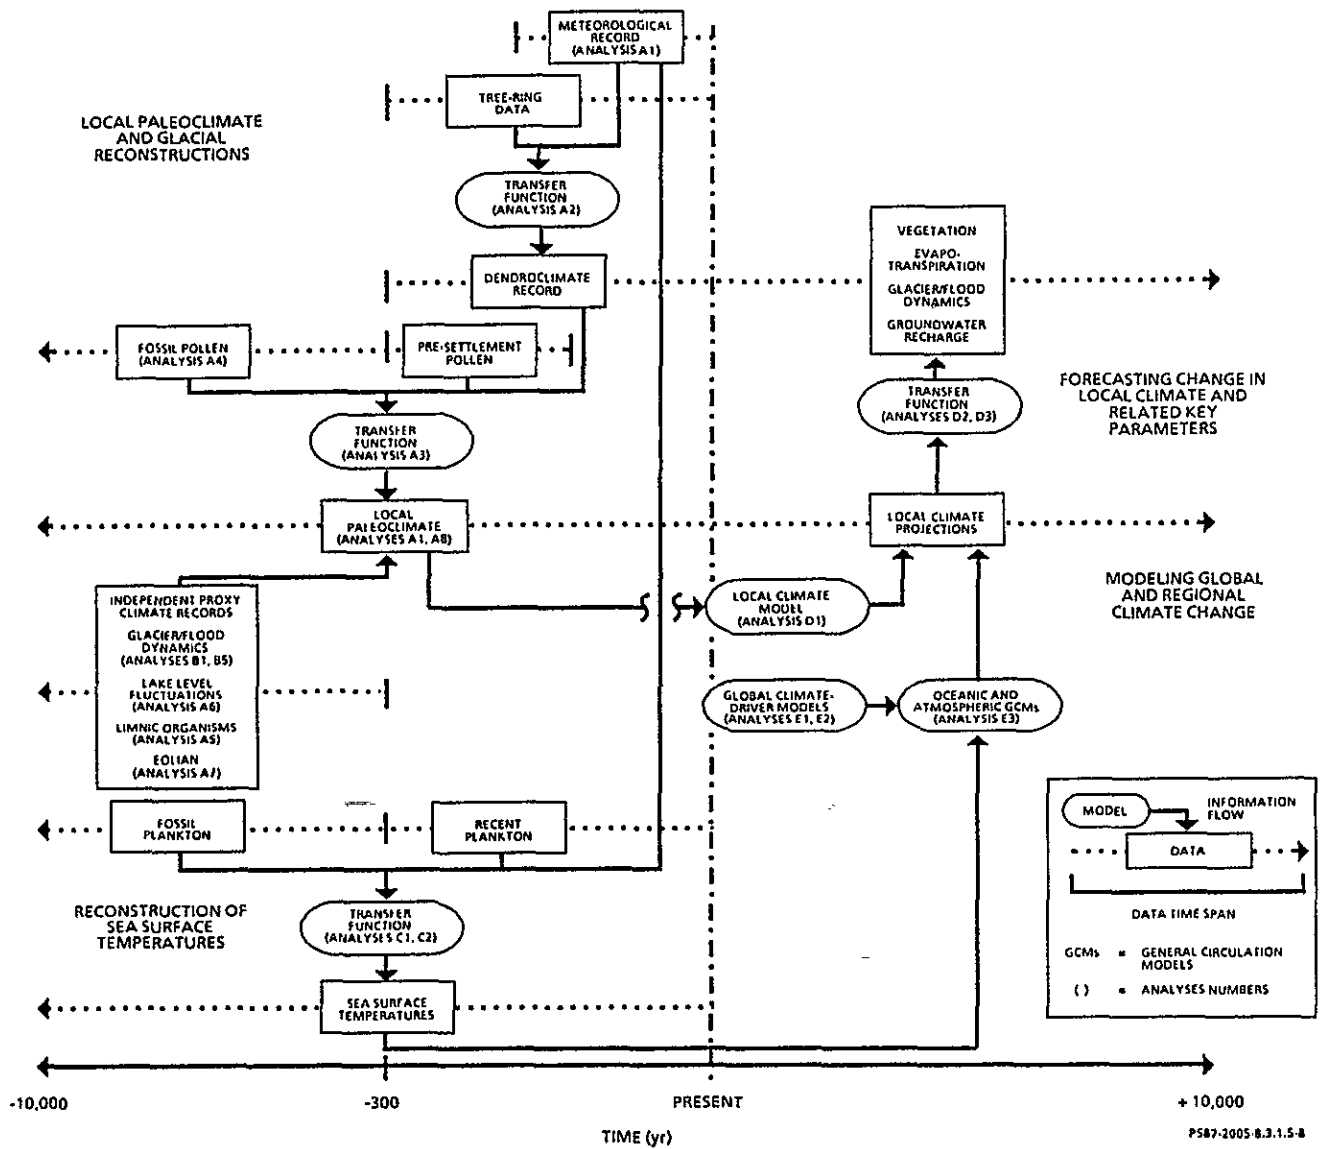 METEOROLOGICAL
RECORD
(ANALYSIS A1)
TREE-RING
DATA
LOCAL PALEOCLIMATE
AND GLACIAL
RECONSTRUCTIONS
TRANSFER
FUNCTION
(ANALYSIS A2)
DENDROCLIMATE
RECORD
VEGETATION
EVAPO-
TRANSPIRATION
GLACIER/FLOOD
DYNAMICS
GROUNDWATER
RECHARGE
FOSSIL POLLEN
(ANALYSIS A4)
PRE-SETTLEMENT
POLLEN
TRANSFER
FUNCTION
(ANALYSES D2, D3)
FORECASTING CHANGE IN
LOCAL CLIMATE AND
RELATED KEY
PARAMETERS
TRANSFER
FUNCTION
(ANALYSIS A3)
LOCAL
PALEOCLIMATE
(ANALYSES A1, A8)
LOCAL CLIMATE
PROJECTIONS
MODELING GLOBAL
AND REGIONAL
CLIMATE CHANGE
INDEPENDENT PROXY
CLIMATE RECORDS
GLACIER/FLOOD
DYNAMICS
(ANALYSES B1, B5)
LAKE LEVEL
FLUCTUATIONS
(ANALYSIS A6)
LIMNIC ORGANISMS
(ANALYSIS A5)
EOLIAN
(ANALYSIS A7)
LOCAL CLIMATE
MODEL
(ANALYSIS D1)
GLOBAL CLIMATE-
DRIVER MODELS
(ANALYSES E1, E2)
OCEANIC AND
ATMOSPHERIC GCMs
(ANALYSIS E3)
FOSSIL
PLANKTON
RECENT
PLANKTON
RECONSTRUCTION OF
SEA SURFACE
TEMPERATURES
TRANSFER
FUNCTION
(ANALYSES C1, C2)
SEA SURFACE
TEMPERATURES
MODEL
INFORMATION
FLOW
DATA
DATA TIME SPAN
GCMs = GENERAL CIRCULATION
MODELS
( ) = ANALYSES NUMBERS
-10,000
-300
PRESENT
+ 10,000
TIME (yr)
PS87-2005-8.3.1.5-8